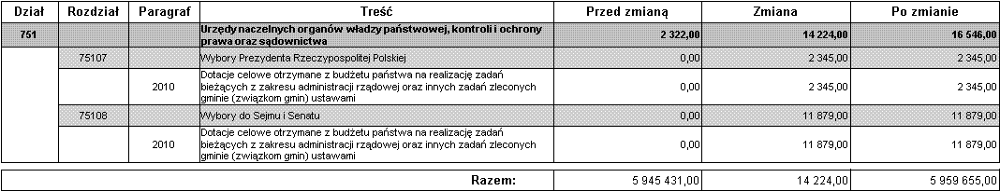 Dział Rozdział Paragraf Treść Przed zmianą Zmiana Po zmianie
751 Urzędy naczelnych organów władzy państwowej, kontroli i ochrony prawa oraz sądownictwa 2 322,00 14 224,00 16 546,00
75107 Wybory Prezydenta Rzeczypospolitej Polskiej 0,00 2 345,00 2 345,00
Dotacje celowe otrzymane z budżetu państwa na realizację zadań
2010 bieżących z zakresu administracji rządowej oraz innych zadań zleconych 0,00 2 345,00 2 345,00
gminie (związkom gmin) ustawami
75108 Wybory do Sejmu i Senatu 0,00 11 879,00 11 879,00
Dotacje celowe otrzymane z budżetu państwa na realizację zadań
2010 bieżących z zakresu administracji rządowej oraz innych zadań zleconych 0,00 11 879,00 11 879,00
gminie (związkom gmin) ustawami
Razem: 5 945 431,00 14 224,00 5 959 655,00